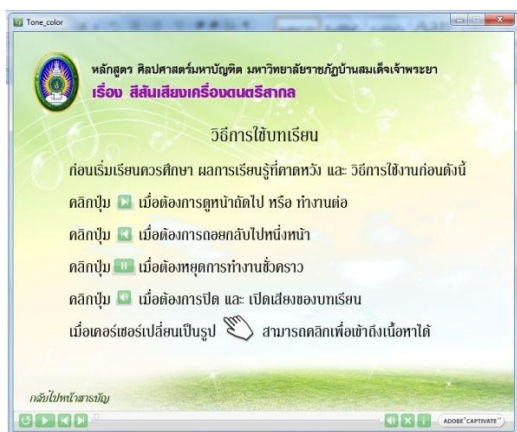 Tone_color
หลักสูตร ศิลปศาสตร์มหาบัญฑิต มหาวิทยาลัยราชภัฏบ้านสมเด็จเจ้าพระยา
เรื่อง สีสันเสียงเครื่องดนตรีสากล
วิธีการใช้บทเรียน
ก่อนเริ่มเรียนควรศึกษา ผลการเรียนรู้ที่คาดหวัง และ วิธีการใช้งานก่อนดังนี้
คลิกปุ่ม เมื่อต้องการดูหน้าถัดไป หรือ ทำงานต่อ
คลิกปุ่ม เมื่อต้องการถอยกลับไปหนึ่งหน้า
คลิกปุ่ม เมื่อต้องหยุดการทำงานชั่วคราว
คลิกปุ่ม เมื่อต้องการปิด และ เปิดเสียงของบทเรียน
เมื่อเคอร์เซอร์เปลี่ยนเป็นรูป สามารถคลิกเพื่อเข้าถึงเนื้อหาได้
กลับไปหน้าสารบัญ
ADOBE® CAPTIVATE™